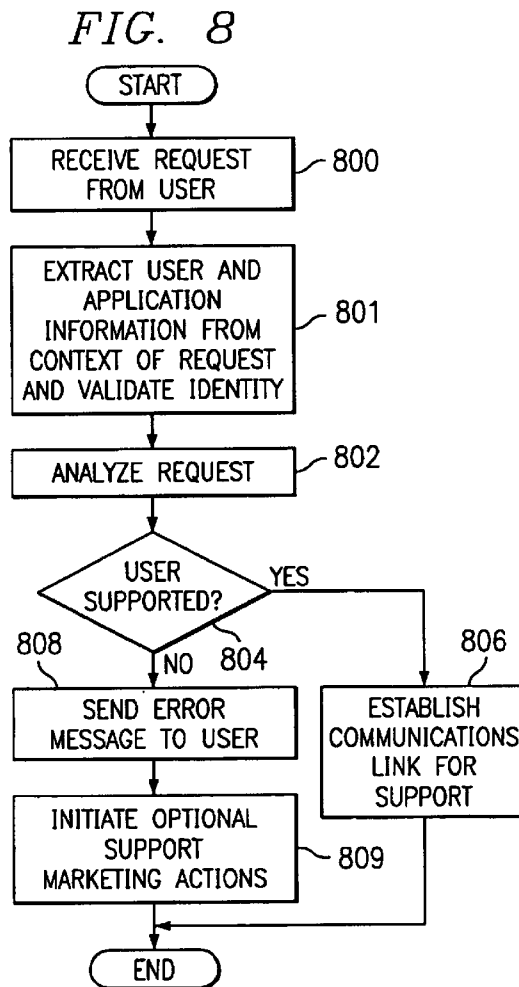 FIG. 8
START
RECEIVE REQUEST
FROM USER
800
EXTRACT USER AND
APPLICATION
INFORMATION FROM
CONTEXT OF REQUEST
AND VALIDATE IDENTITY
801
ANALYZE REQUEST
802
USER
SUPPORTED?
YES
804
NO
808
SEND ERROR
MESSAGE TO USER
806
ESTABLISH
COMMUNICATIONS
LINK FOR
SUPPORT
INITIATE OPTIONAL
SUPPORT
MARKETING ACTIONS
809
END